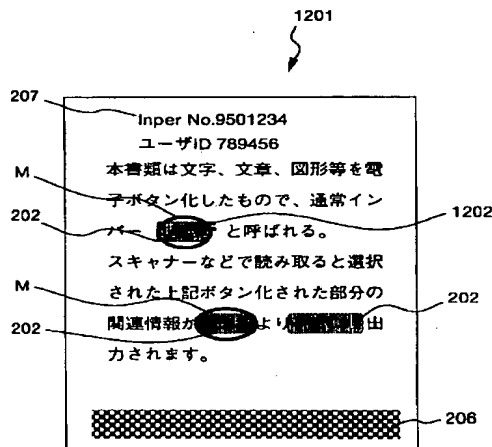 1201
207
Inper No.9501234
ユーザID 789456
本書類は文字、文章、図形等を電
M
子ボタン化したもので、通常イン
202
1202
パー と呼ばれる。
スキャナーなどで読み取ると選択
M
された上記ボタン化された部分の
202
202
関連情報が より 出
力されます。
206